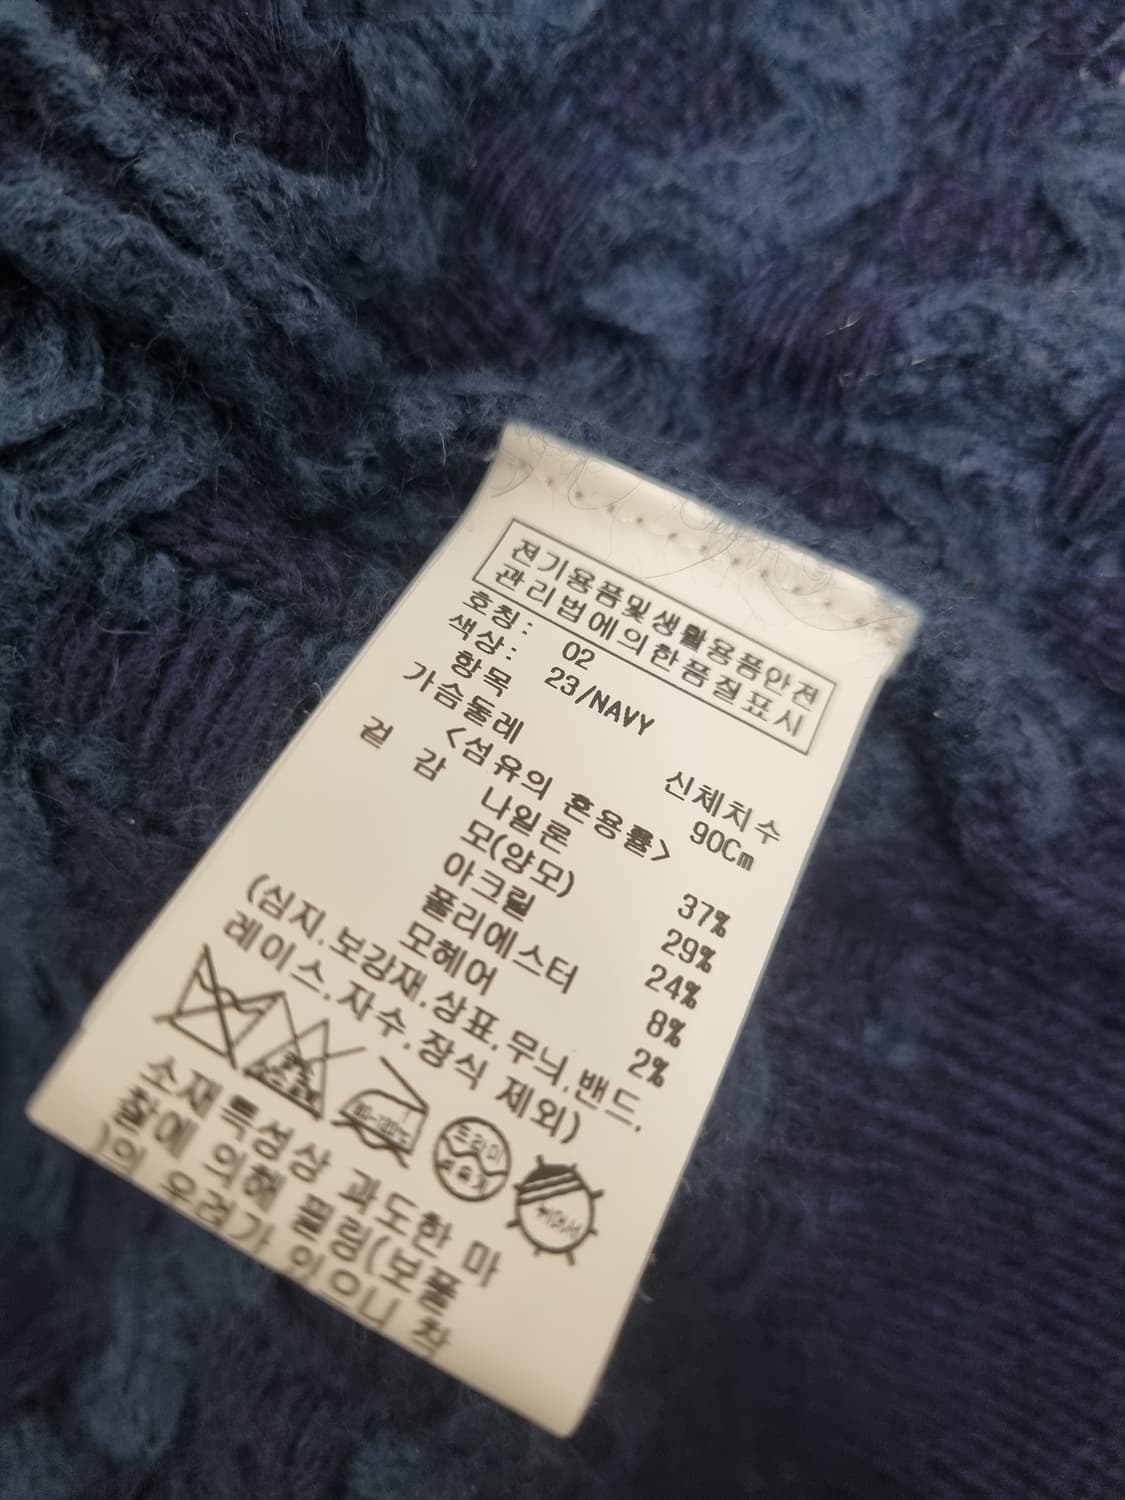 전기용품및생활용품안전
관리법에의한품질표시
호칭: 02
색상: 23/NAVY
항목 신체치수
가슴둘레 90Cm
<섬유의 혼용률>
겉감 나일론 37%
모(양모) 29%
아크릴 24%
폴리에스터 8%
모헤어 2%
(심지.보강재.상표.무늬.밴드.
레이스.자수.장식 제외)
드라이
뉘어서
소재특성상 과도한 마
찰에 의해 필링(보풀
)의 우려가 있으니 착